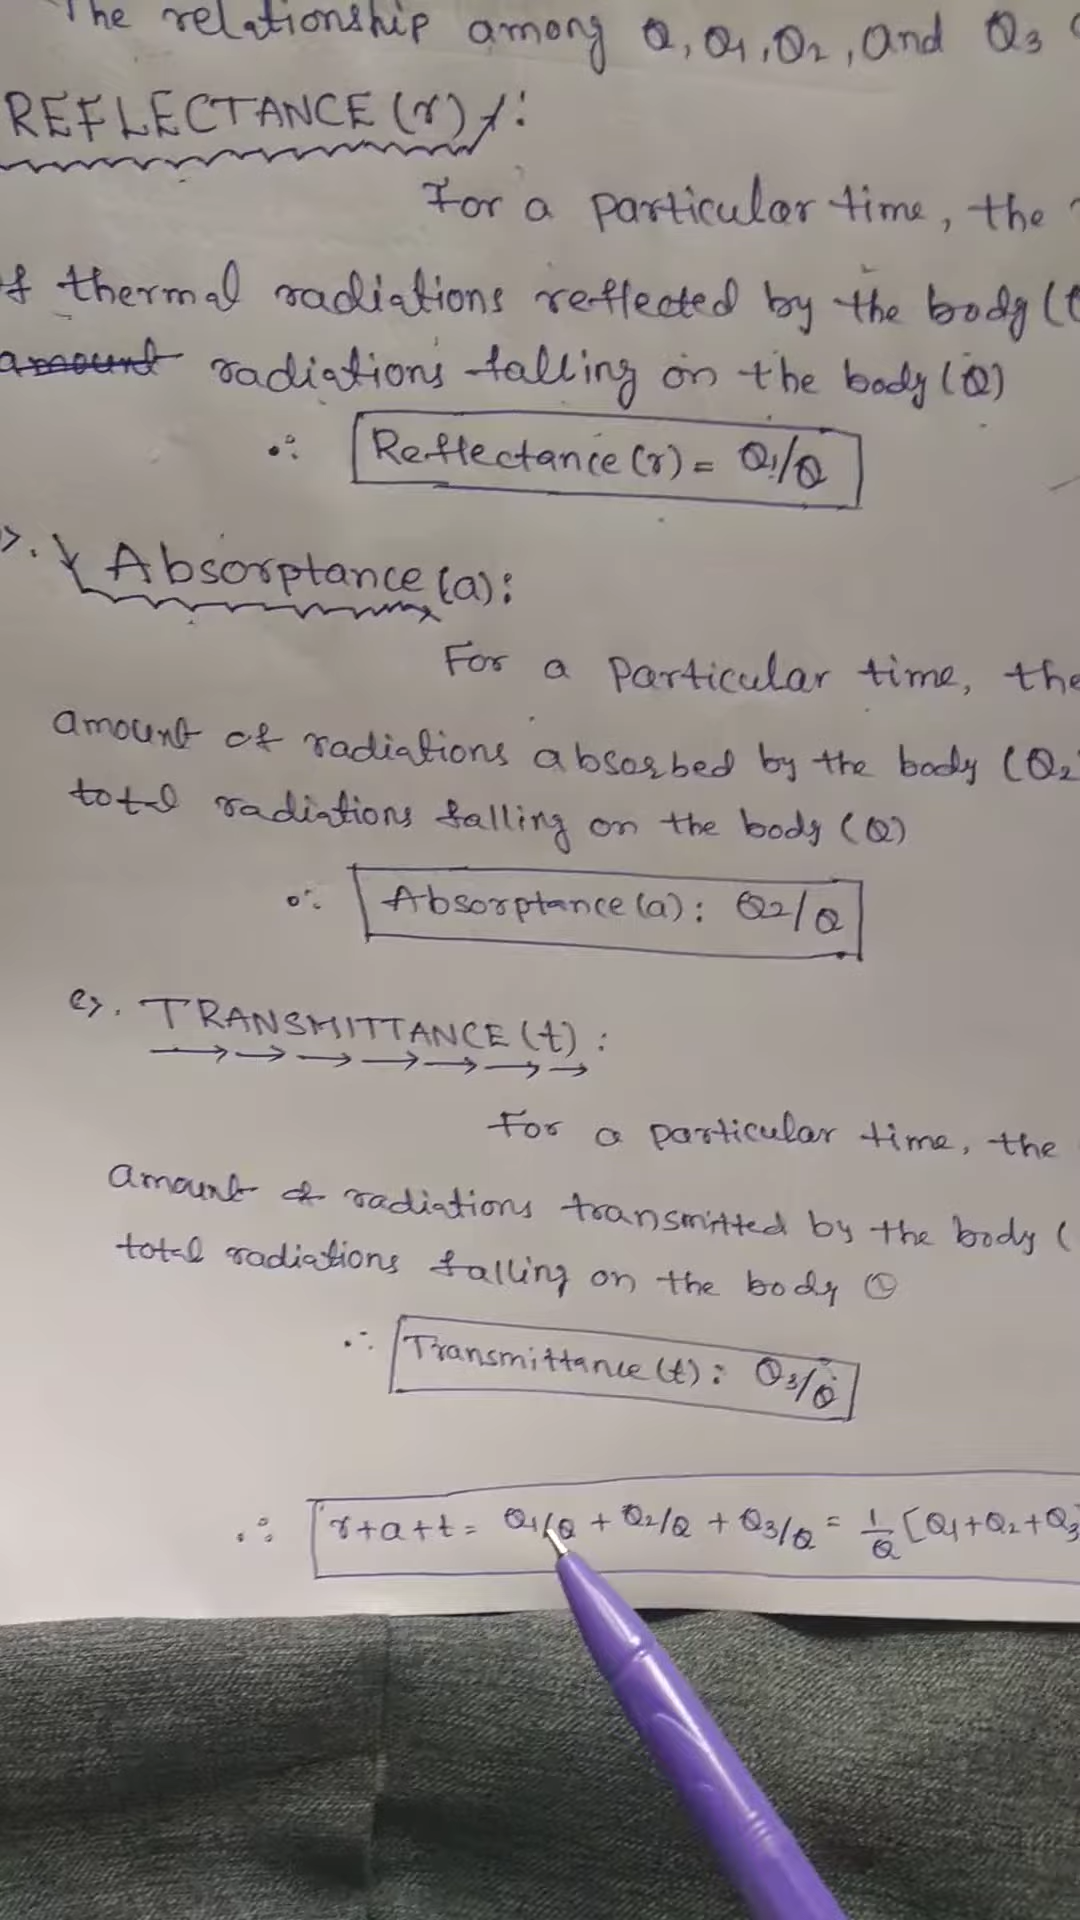 The relationship among Q, Q1, Q2, and Q3
REFLECTANCE (r):
For a particular time, the
of thermal radiations reflected by the body (
amount radiations falling on the body (Q)
∴ Reflectance (r) = Q1/Q
Absorptance (a):
For a particular time, the
amount of radiations absorbed by the body (Q2
total radiations falling on the body (Q)
∴ Absorptance (a): Q2/Q
c>. TRANSMITTANCE (t):
For a particular time, the
amount of radiations transmitted by the body (
total radiations falling on the body
∴ Transmittance (t): Q3/Q
∴ r+a+t = Q1/Q + Q2/Q + Q3/Q = 1/Q [Q1+Q2+Q3